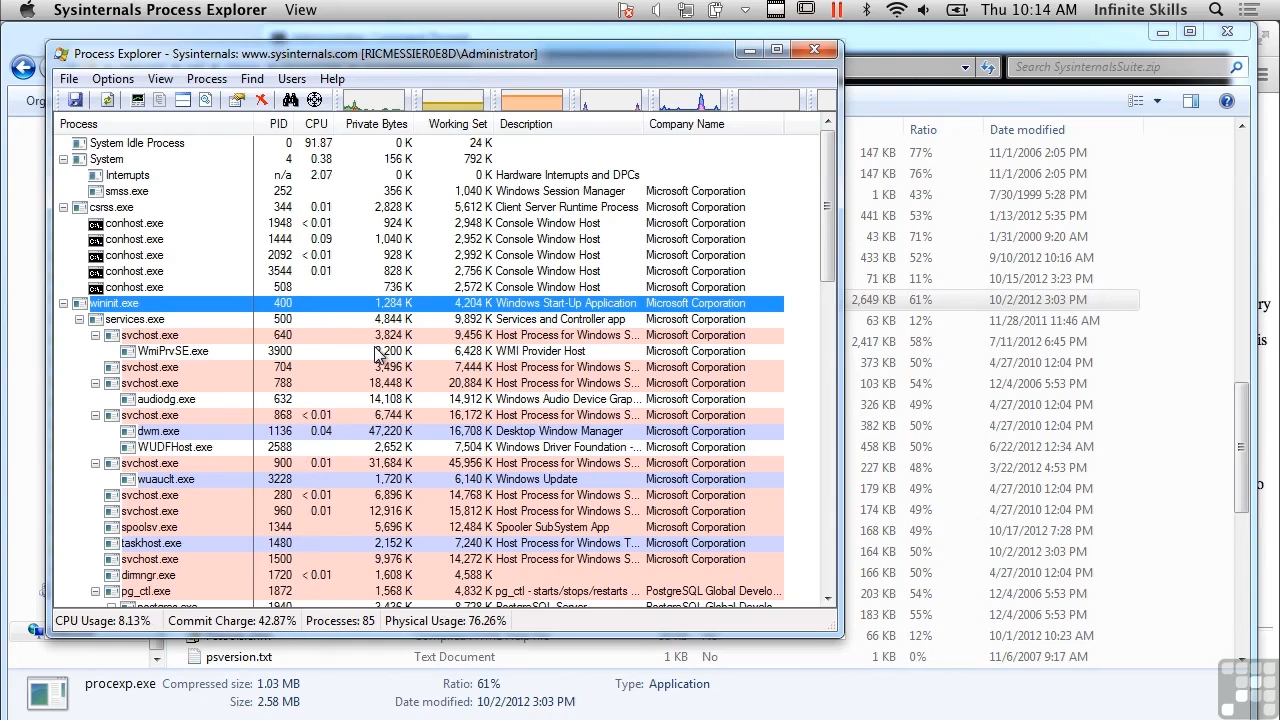 Sysinternals Process Explorer View Thu 10:14 AM Infinite Skills
Process Explorer - Sysinternals: www.sysinternals.com [RICMESSIER0E8D\Administrator]
Search SysinternalsSuite.zip
File Options View Process Find Users Help
Org
Process PID CPU Private Bytes Working Set Description Company Name
Ratio Date modified
System Idle Process 0 91.87 0 K 24 K
System 4 0.38 156 K 792 K
Interrupts n/a 2.07 0 K 0 K Hardware Interrupts and DPCs
smss.exe 252 356 K 1,040 K Windows Session Manager Microsoft Corporation
csrss.exe 344 0.01 2,828 K 5,612 K Client Server Runtime Process Microsoft Corporation
conhost.exe 1948 < 0.01 924 K 2,948 K Console Window Host Microsoft Corporation
conhost.exe 1444 0.09 1,040 K 2,952 K Console Window Host Microsoft Corporation
conhost.exe 2092 < 0.01 928 K 2,992 K Console Window Host Microsoft Corporation
conhost.exe 3544 0.01 828 K 2,756 K Console Window Host Microsoft Corporation
conhost.exe 508 736 K 2,572 K Console Window Host Microsoft Corporation
wininit.exe 400 1,284 K 4,204 K Windows Start-Up Application Microsoft Corporation
services.exe 500 4,844 K 9,892 K Services and Controller app Microsoft Corporation
svchost.exe 640 3,824 K 9,456 K Host Process for Windows S... Microsoft Corporation
WmiPrvSE.exe 3900 ,200 K 6,428 K WMI Provider Host Microsoft Corporation
svchost.exe 704 3,496 K 7,444 K Host Process for Windows S... Microsoft Corporation
svchost.exe 788 18,448 K 20,884 K Host Process for Windows S... Microsoft Corporation
audiodg.exe 632 14,108 K 14,912 K Windows Audio Device Grap... Microsoft Corporation
svchost.exe 868 < 0.01 6,744 K 16,172 K Host Process for Windows S... Microsoft Corporation
dwm.exe 1136 0.04 47,220 K 16,708 K Desktop Window Manager Microsoft Corporation
WUDFHost.exe 2588 2,652 K 7,504 K Windows Driver Foundation -... Microsoft Corporation
svchost.exe 900 0.01 31,684 K 45,956 K Host Process for Windows S... Microsoft Corporation
wuauclt.exe 3228 1,720 K 6,140 K Windows Update Microsoft Corporation
svchost.exe 280 < 0.01 6,896 K 14,768 K Host Process for Windows S... Microsoft Corporation
svchost.exe 960 < 0.01 12,916 K 15,812 K Host Process for Windows S... Microsoft Corporation
spoolsv.exe 1344 5,696 K 12,484 K Spooler SubSystem App Microsoft Corporation
taskhost.exe 1480 2,152 K 7,240 K Host Process for Windows T... Microsoft Corporation
svchost.exe 1500 9,976 K 14,272 K Host Process for Windows S... Microsoft Corporation
dirmngr.exe 1720 < 0.01 1,608 K 4,588 K
pg_ctl.exe 1872 1,568 K 4,832 K pg_ctl - starts/stops/restarts ... PostgreSQL Global Develo...
postgres.exe 1940 3,436 K 8,728 K PostgreSQL Server PostgreSQL Global Develo...
CPU Usage: 8.13% Commit Charge: 42.87% Processes: 85 Physical Usage: 76.26%
147 KB 77% 11/1/2006 2:05 PM
147 KB 76% 11/1/2006 2:05 PM
1 KB 43% 7/30/1999 5:28 PM
441 KB 53% 1/13/2012 5:35 PM
43 KB 71% 1/31/2000 9:20 AM
433 KB 52% 9/10/2012 10:16 AM
71 KB 11% 10/15/2012 3:23 PM
2,649 KB 61% 10/2/2012 3:03 PM
63 KB 12% 11/28/2011 11:46 AM
2,417 KB 58% 7/11/2012 6:45 PM
373 KB 50% 4/27/2010 12:04 PM
103 KB 54% 12/4/2006 5:53 PM
326 KB 49% 4/27/2010 12:04 PM
382 KB 50% 4/27/2010 12:04 PM
458 KB 50% 6/22/2012 12:34 AM
227 KB 48% 3/22/2012 4:53 PM
179 KB 49% 4/27/2010 12:04 PM
174 KB 49% 4/27/2010 12:04 PM
168 KB 49% 10/17/2012 7:28 PM
164 KB 50% 10/2/2012 3:03 PM
166 KB 50% 4/27/2010 12:04 PM
203 KB 54% 12/4/2006 5:53 PM
183 KB 55% 12/4/2006 5:53 PM
66 KB 12% 10/1/2012 10:23 AM
psversion.txt Text Document 1 KB No 1 KB 0% 11/6/2007 9:17 AM
ry
is
o
procexp.exe Compressed size: 1.03 MB Ratio: 61% Type: Application
Size: 2.58 MB Date modified: 10/2/2012 3:03 PM